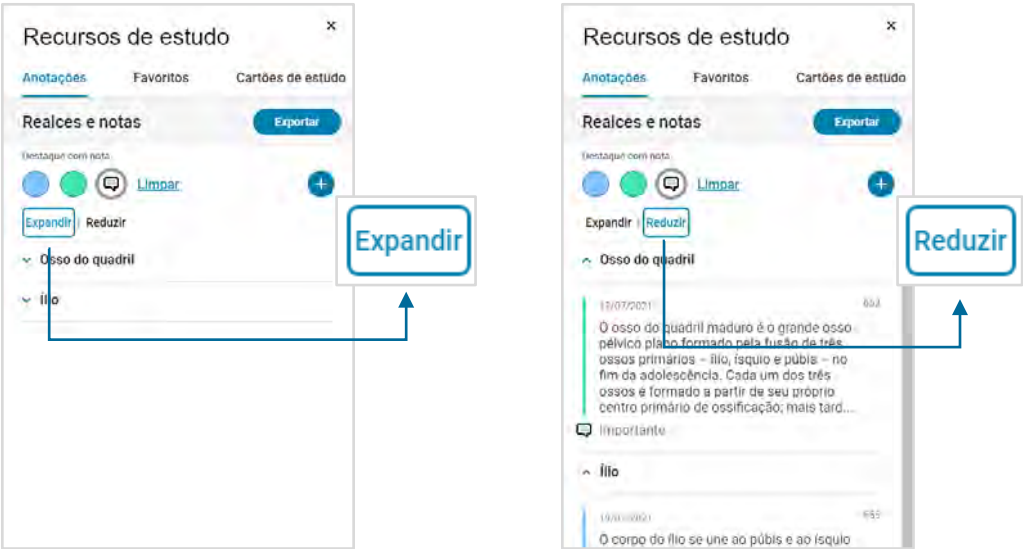 Recursos de estudo ×
Anotações Favoritos Cartões de estudo
Realces e notas Exportar
Destaque com nota
Limpar +
Expandir | Reduzir
Expandir
Osso do quadril
Ílio
Recursos de estudo ×
Anotações Favoritos Cartões de estudo
Realces e notas Exportar
Destaque com nota
Limpar +
Expandir | Reduzir
Reduzir
Osso do quadril
O osso do quadril maduro é o grande osso
pélvico plano formado pela fusão de três
ossos primários – ílio, ísquio e púbis – no
fim da adolescência. Cada um dos três
ossos é formado a partir de seu próprio
centro primário de ossificação; mais tard...
Importante
Ílio
O corpo do ílio se une ao púbis e ao ísquio